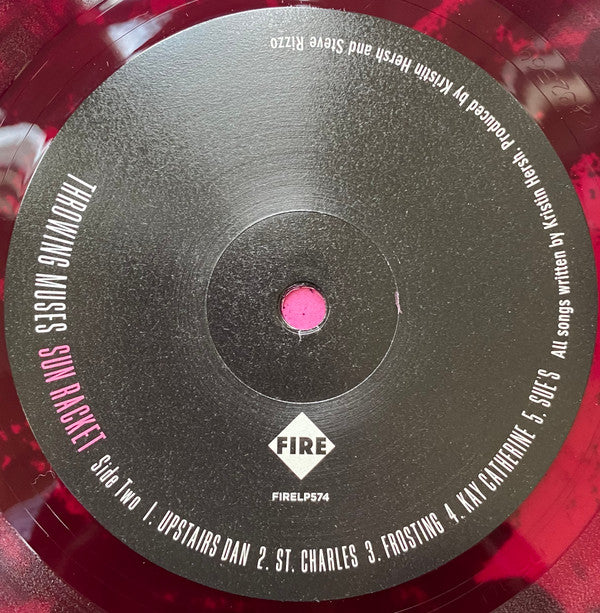 THROWING MUSES SUN RACKET Side Two 1. UPSTAIRS DAN 2. ST. CHARLES 3. FROSTING 4. KAY CATHERINE 5. SUE'S All songs written by Kristin Hersh. Produced by Kristin Hersh and Steve Rizzo
FIRE
FIRELP574